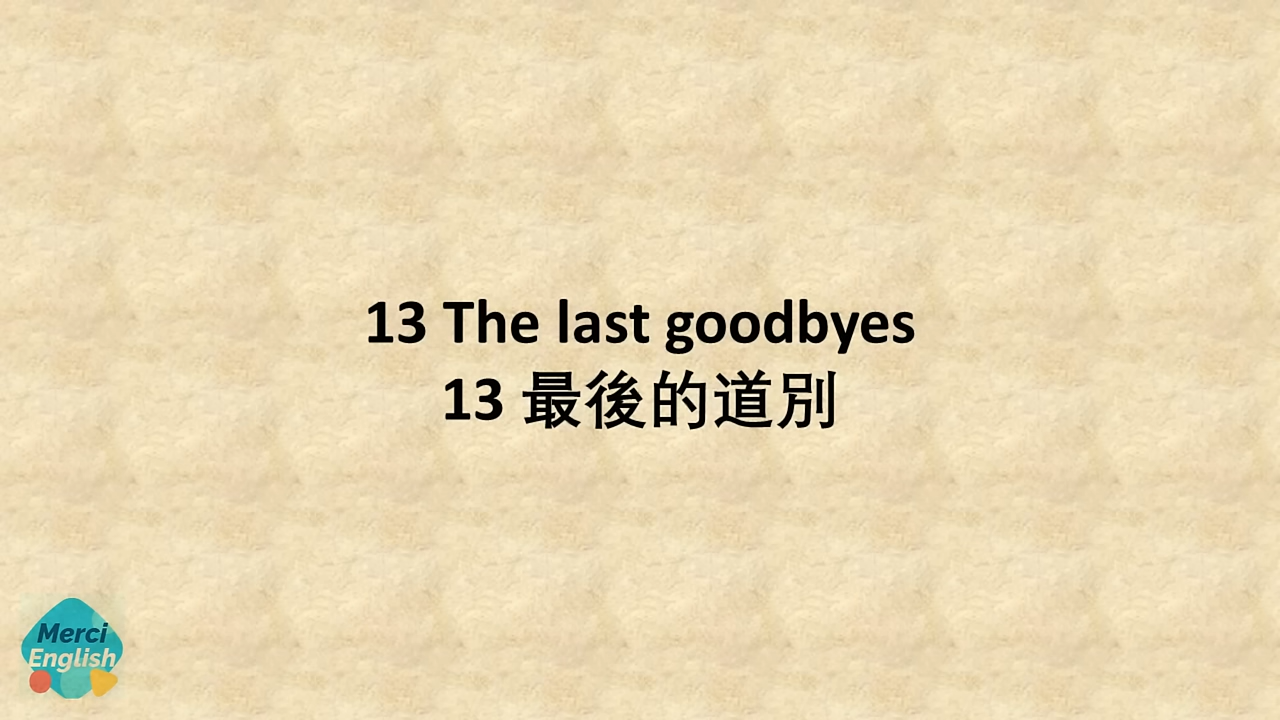 13 The last goodbyes
13 最後的道別
Merci
English